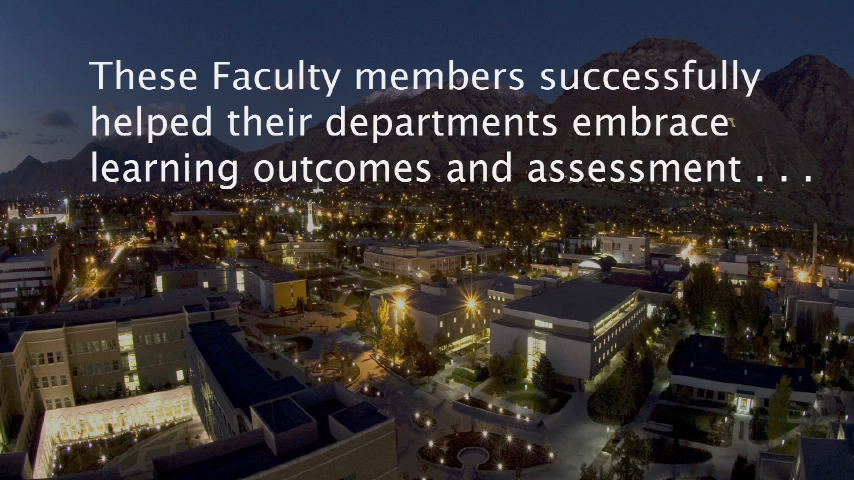 These Faculty members successfully
helped their departments embrace
learning outcomes and assessment . . .